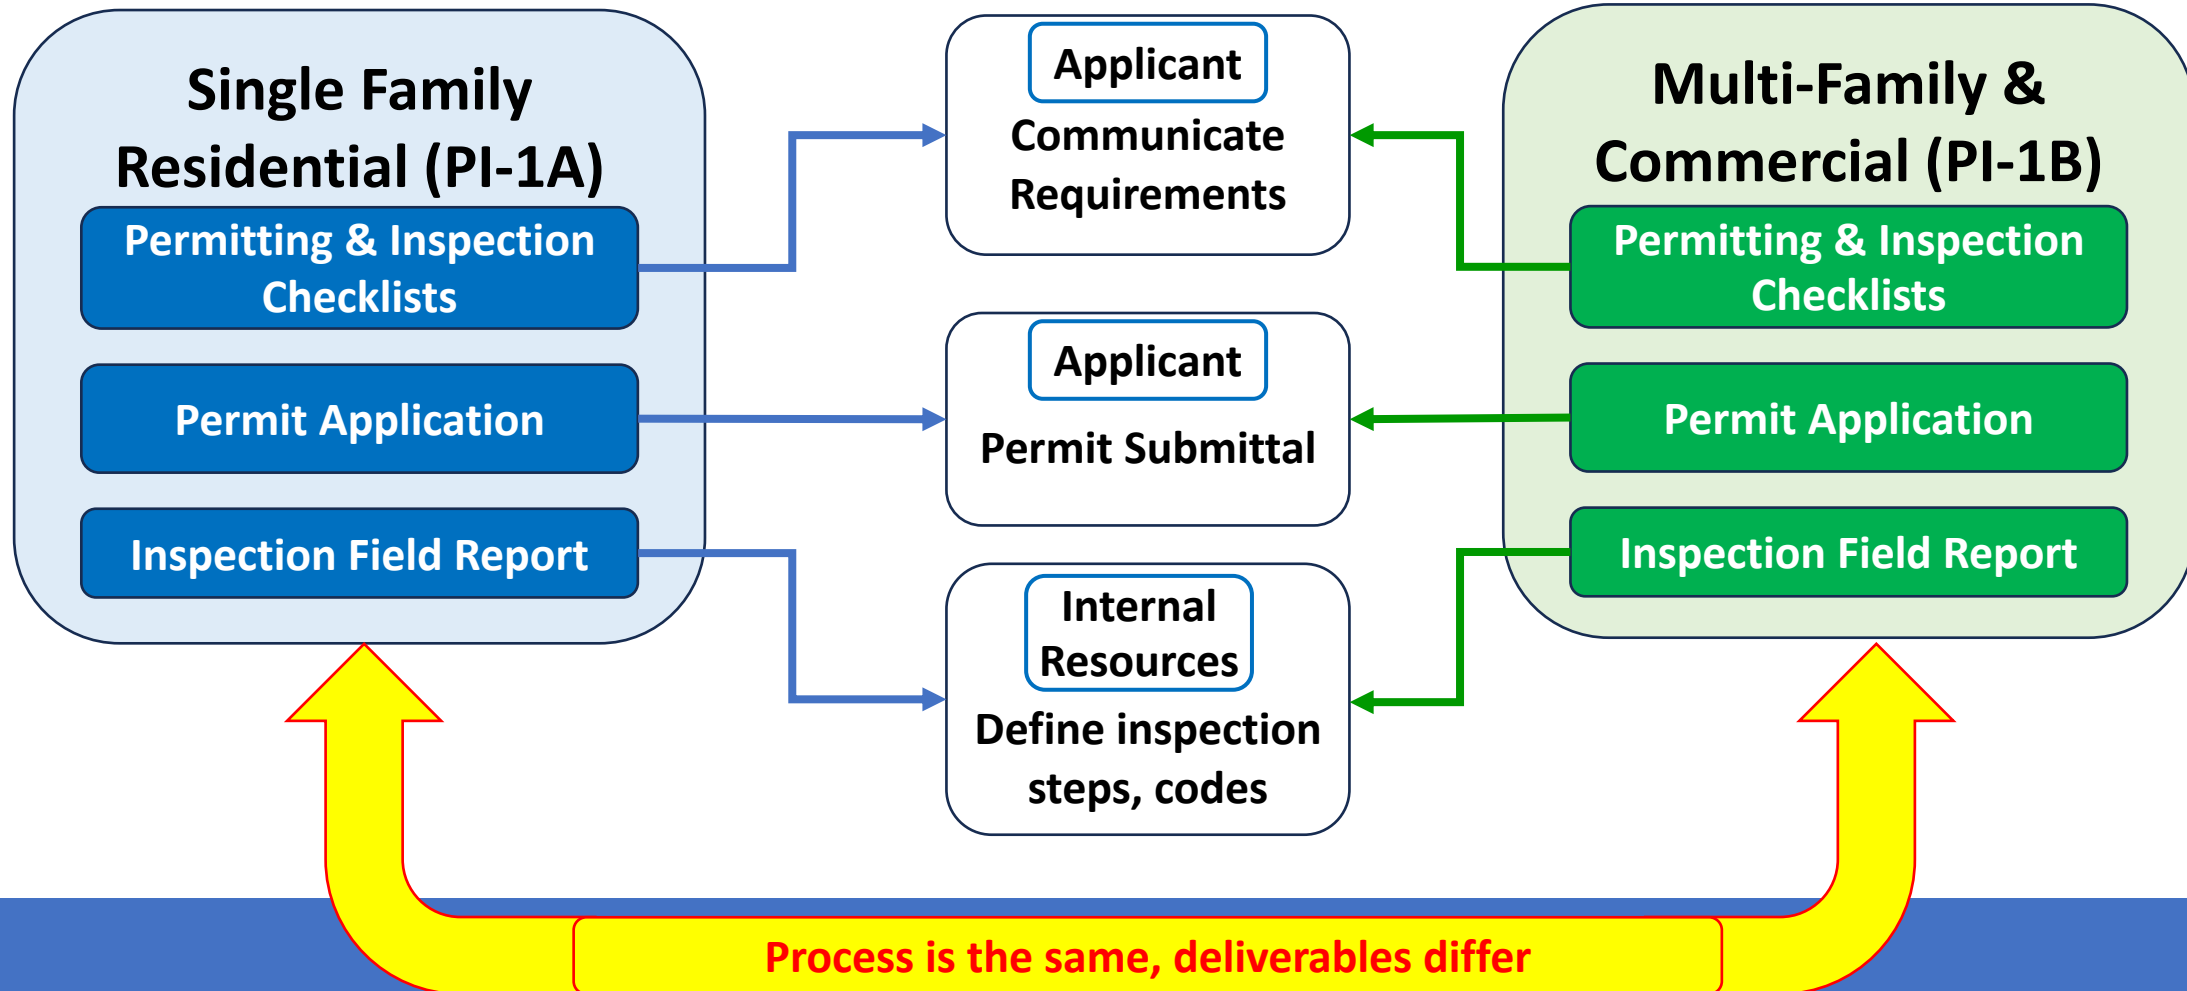 Single Family
Residential (PI-1A)
Permitting & Inspection
Checklists
Permit Application
Inspection Field Report
Applicant
Communicate
Requirements
Applicant
Permit Submittal
Internal
Resources
Define inspection
steps, codes
Multi-Family &
Commercial (PI-1B)
Permitting & Inspection
Checklists
Permit Application
Inspection Field Report
Process is the same, deliverables differ